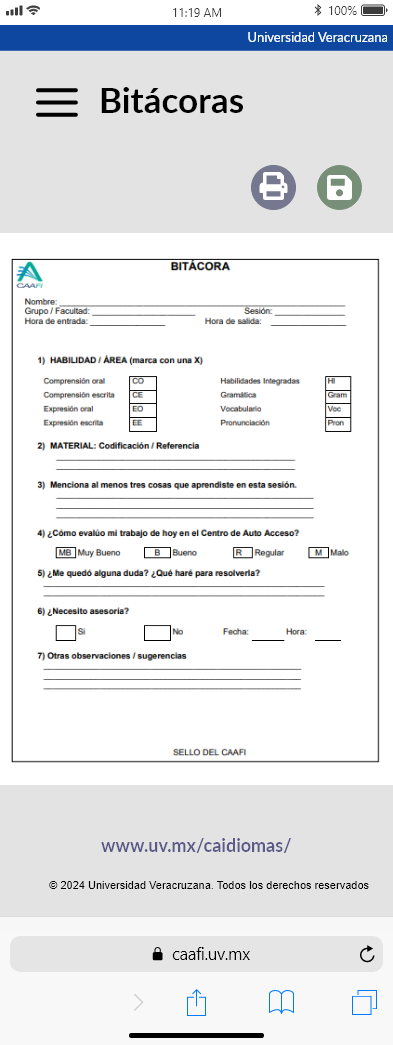 11:19 AM 100%
Universidad Veracruzana
Bitácoras
BITÁCORA
CAAFI
Nombre:
Grupo / Facultad: Sesión:
Hora de entrada: Hora de salida:
1) HABILIDAD / ÁREA (marca con una X)
Comprensión oral CO Habilidades Integradas HI
Comprensión escrita CE Gramática Gram
Expresión oral EO Vocabulario Voc
Expresión escrita EE Pronunciación Pron
2) MATERIAL: Codificación / Referencia
3) Menciona al menos tres cosas que aprendiste en esta sesión.
4) ¿Cómo evalúo mi trabajo de hoy en el Centro de Auto Acceso?
MB Muy Bueno B Bueno R Regular M Malo
5) ¿Me quedó alguna duda? ¿Qué haré para resolverla?
6) ¿Necesito asesoría?
Si No Fecha: Hora:
7) Otras observaciones / sugerencias
SELLO DEL CAAFI
www.uv.mx/caidiomas/
© 2024 Universidad Veracruzana. Todos los derechos reservados
caafi.uv.mx